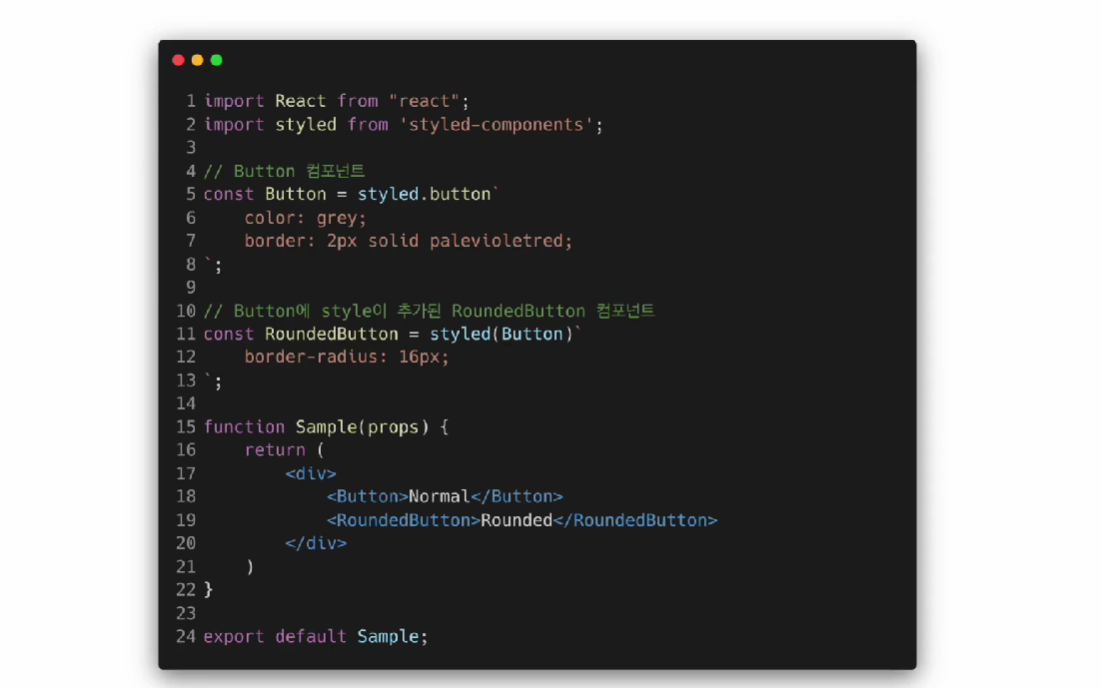 1 import React from "react";
2 import styled from 'styled-components';
3
4 // Button 컴포넌트
5 const Button = styled.button`
6     color: grey;
7     border: 2px solid palevioletred;
8 `;
9
10 // Button에 style이 추가된 RoundedButton 컴포넌트
11 const RoundedButton = styled(Button)`
12     border-radius: 16px;
13 `;
14
15 function Sample(props) {
16     return (
17         <div>
18             <Button>Normal</Button>
19             <RoundedButton>Rounded</RoundedButton>
20         </div>
21     )
22 }
23
24 export default Sample;